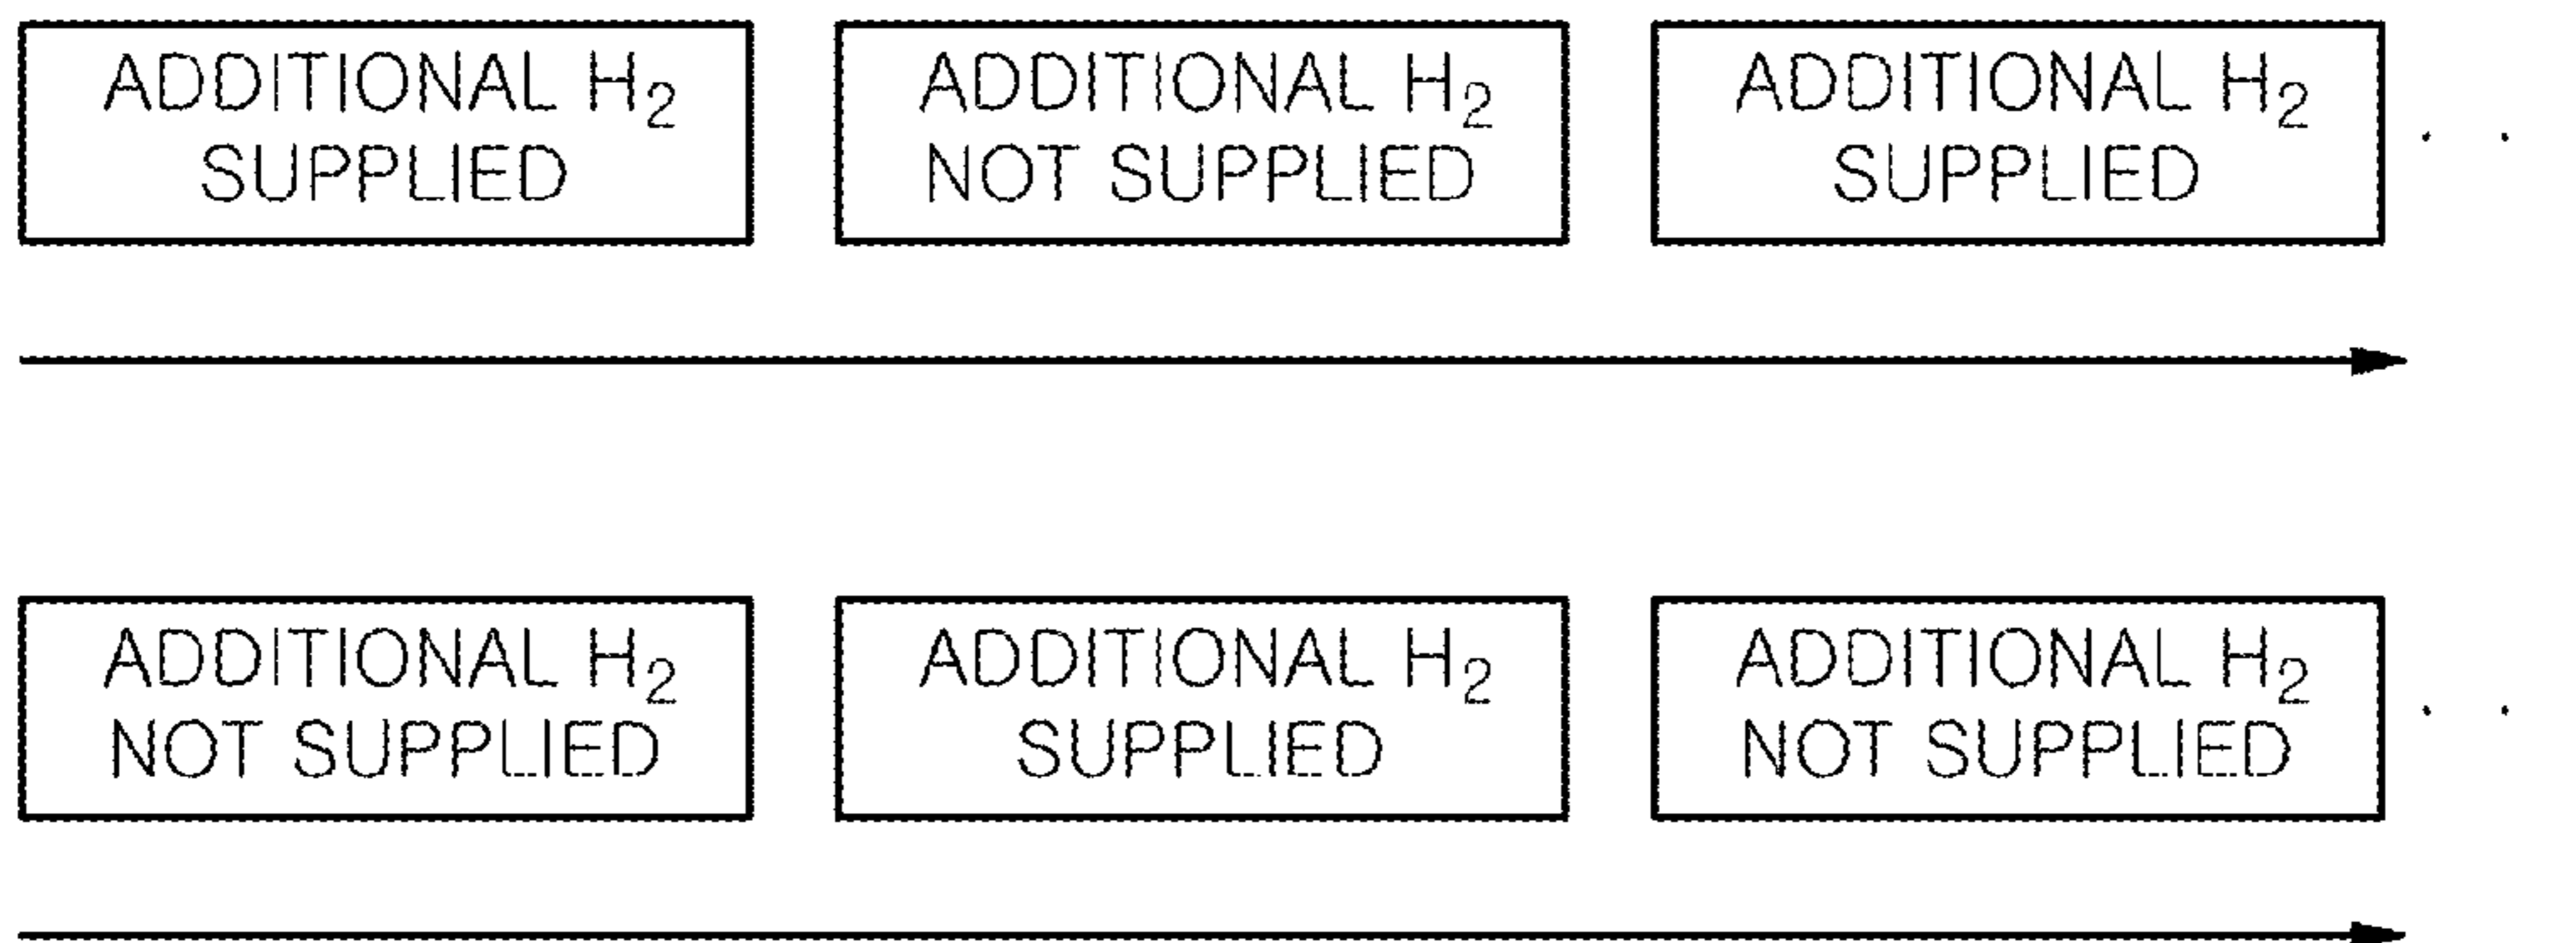 ADDITIONAL H₂
SUPPLIED
ADDITIONAL H₂
NOT SUPPLIED
ADDITIONAL H₂
SUPPLIED
. .
ADDITIONAL H₂
NOT SUPPLIED
ADDITIONAL H₂
SUPPLIED
ADDITIONAL H₂
NOT SUPPLIED
. .